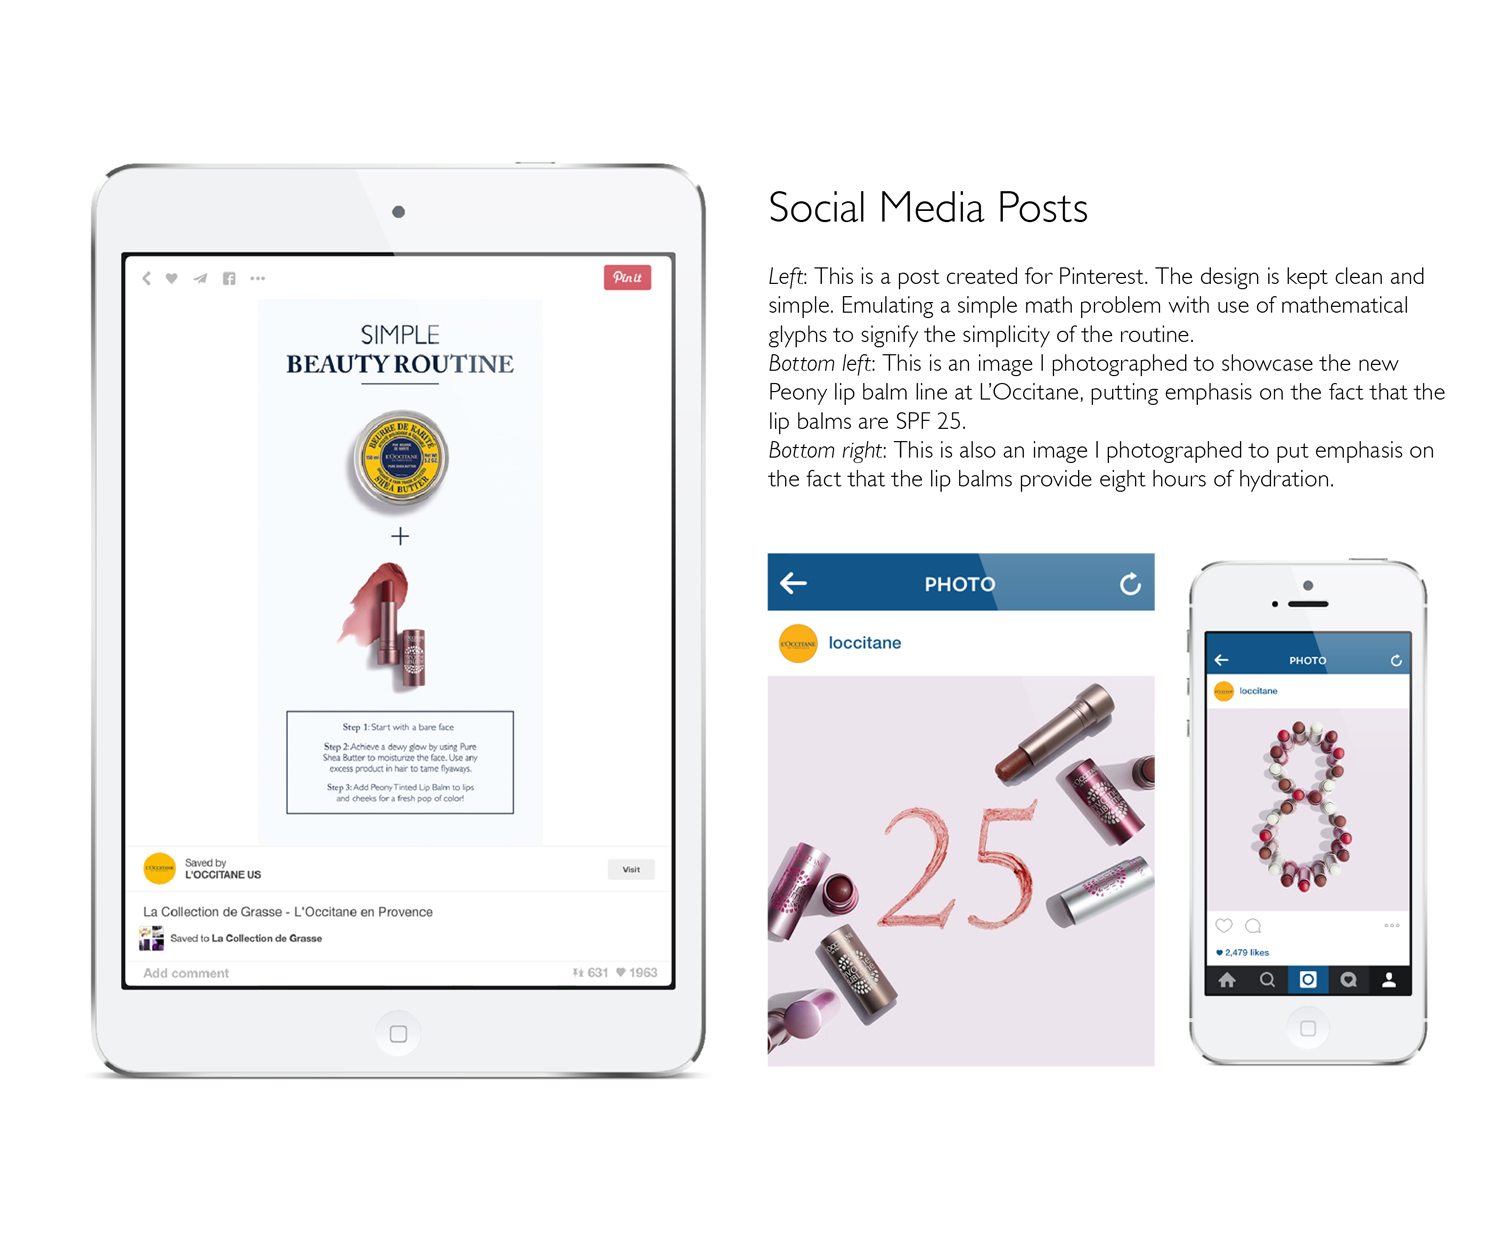 Pin it
SIMPLE
BEAUTY ROUTINE
BEURRE DE KARITÉ
L'OCCITANE
PURE SHEA BUTTER
SHEA BUTTER
+
Step 1: Start with a bare face
Step 2: Achieve a dewy glow by using Pure
Shea Butter to moisturize the face. Use any
excess product in hair to tame flyaways.
Step 3: Add Peony Tinted Lip Balm to lips
and cheeks for a fresh pop of color!
L'OCCITANE
Saved by
L'OCCITANE US
Visit
La Collection de Grasse - L'Occitane en Provence
Saved to La Collection de Grasse
Add comment
631
1963
Social Media Posts
Left: This is a post created for Pinterest. The design is kept clean and
simple. Emulating a simple math problem with use of mathematical
glyphs to signify the simplicity of the routine.
Bottom left: This is an image I photographed to showcase the new
Peony lip balm line at L'Occitane, putting emphasis on the fact that the
lip balms are SPF 25.
Bottom right: This is also an image I photographed to put emphasis on
the fact that the lip balms provide eight hours of hydration.
PHOTO
L'OCCITANE
loccitane
25
PHOTO
loccitane
8
2,479 likes